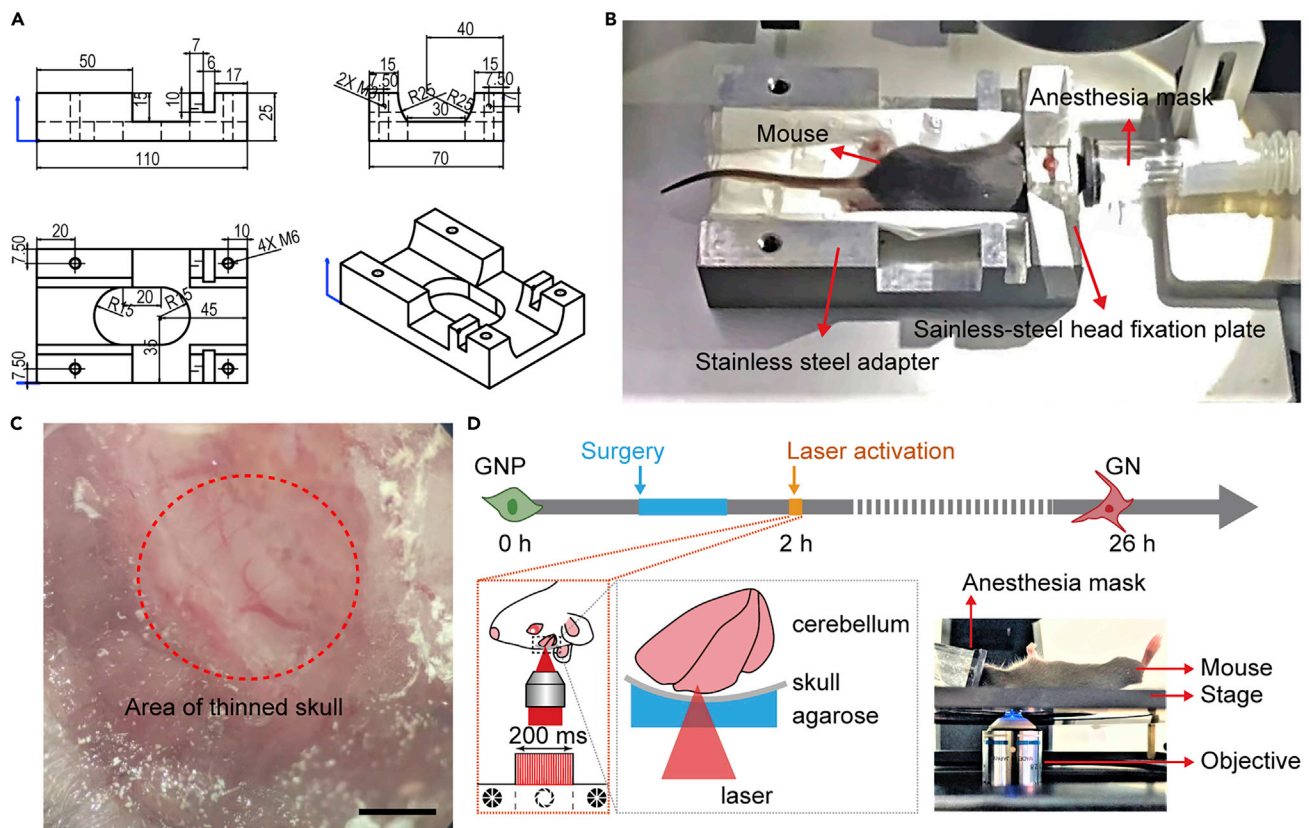 A
50
7
6
17
15
10
25
110
40
15
15
7.50
7.50
2X M3
R25
R25
7
30
70
20
10
7.50
4X M6
20
R15
R15
45
35
7.50
B
Anesthesia mask
Mouse
Sainless-steel head fixation plate
Stainless steel adapter
C
Area of thinned skull
D
Surgery
Laser activation
GNP
GN
0 h
2 h
26 h
200 ms
cerebellum
skull
agarose
laser
Anesthesia mask
Mouse
Stage
Objective